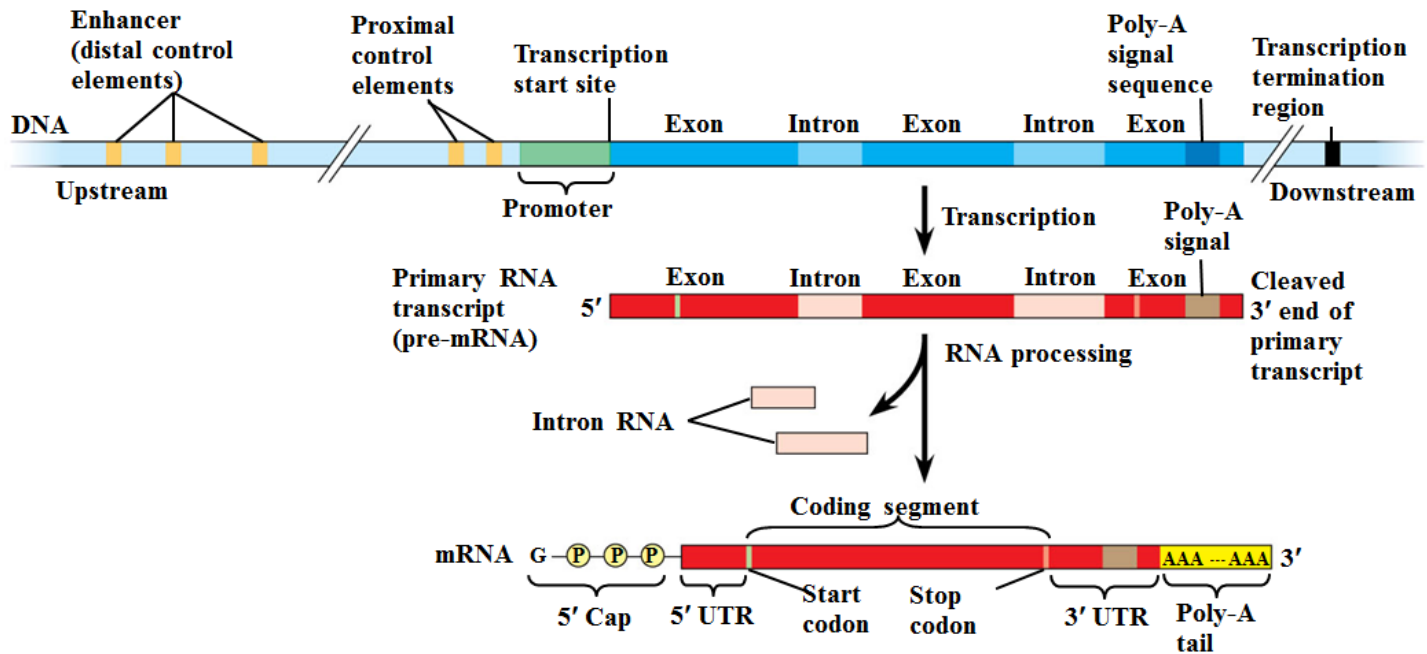 Enhancer
(distal control
elements)
Proximal
control
elements
Transcription
start site
Poly-A
signal
sequence
Transcription
termination
region
DNA
Exon
Intron
Exon
Intron
Exon
Upstream
Promoter
Downstream
Transcription
Poly-A
signal
Primary RNA
transcript
(pre-mRNA)
5′
Exon
Intron
Exon
Intron
Exon
Cleaved
3′ end of
primary
transcript
RNA processing
Intron RNA
Coding segment
mRNA
G
P
P
P
AAA --- AAA
3′
5′ Cap
5′ UTR
Start
codon
Stop
codon
3′ UTR
Poly-A
tail